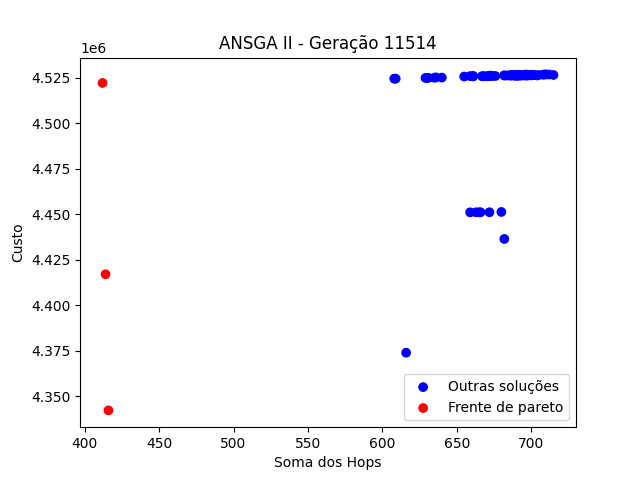 ANSGA II - Geração 11514
1e6
4.525
4.500
4.475
4.450
4.425
4.400
4.375
4.350
Custo
400 450 500 550 600 650 700
Soma dos Hops
Outras soluções
Frente de pareto